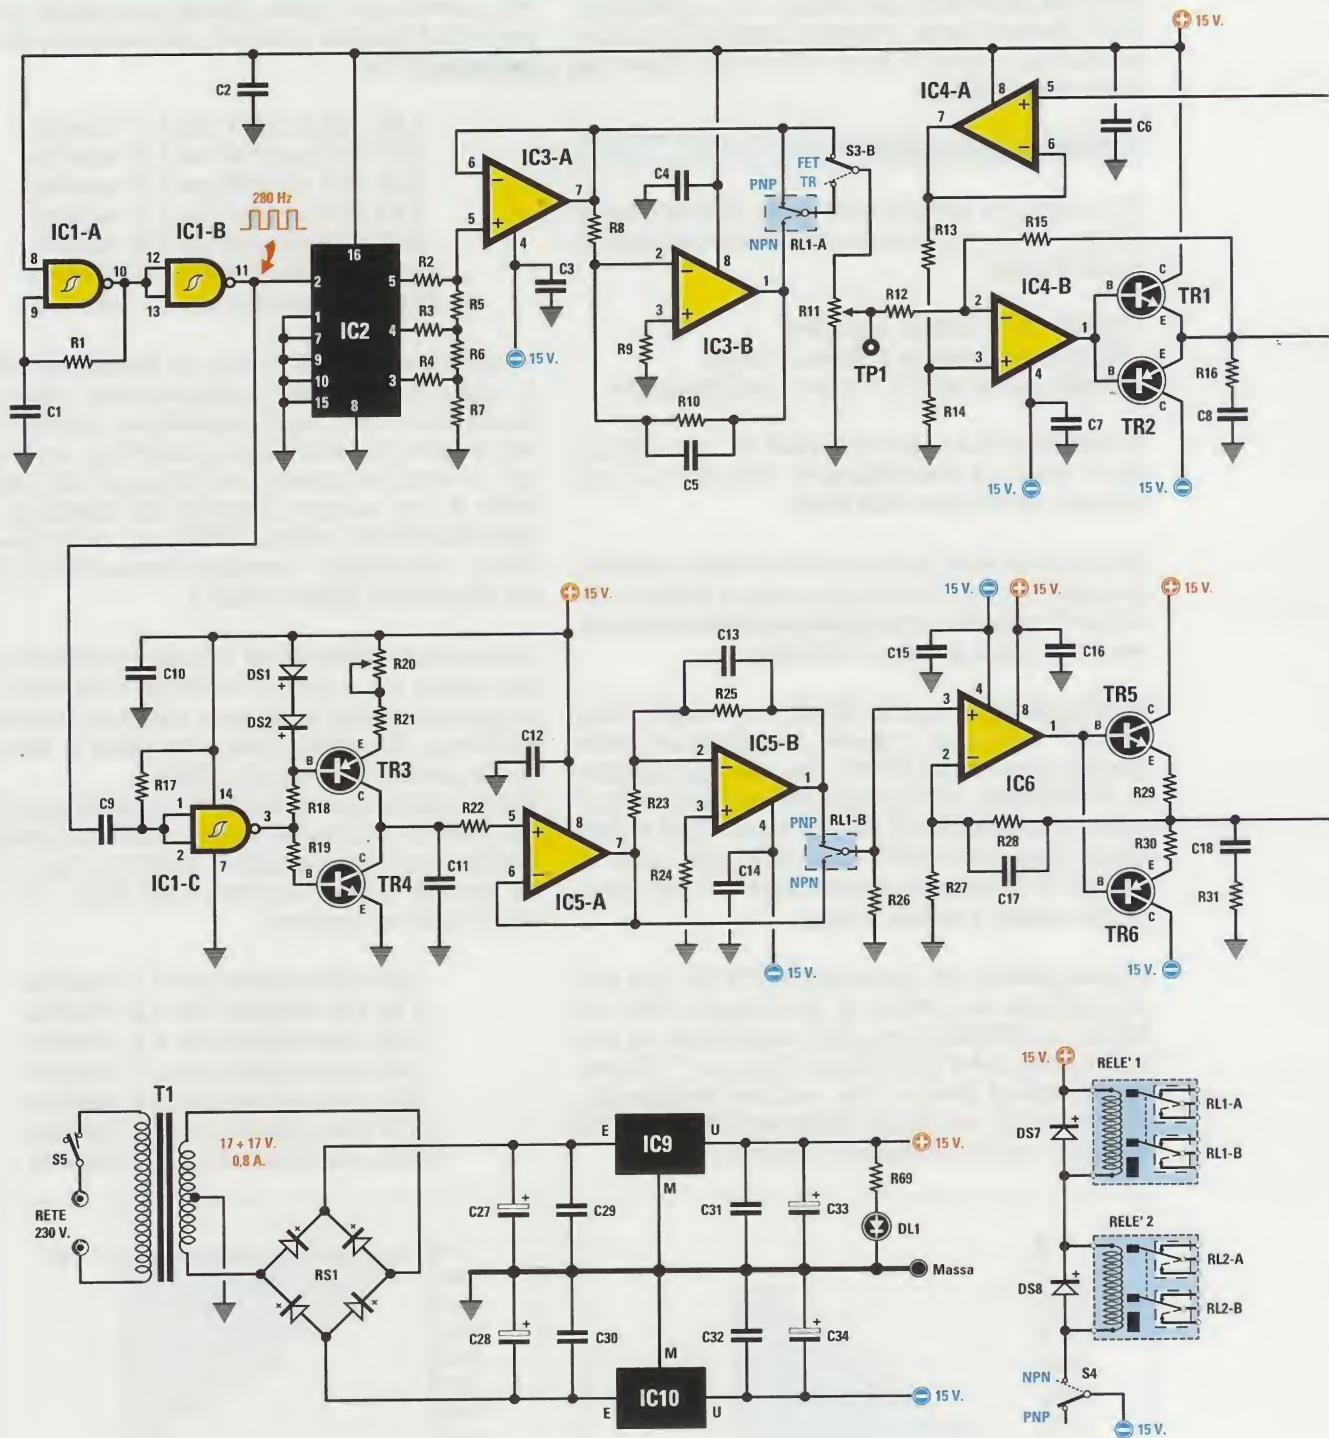 15 V.
C2
IC4-A
8
5
7
6
C6
280 Hz
IC1-A
IC1-B
8
9
10
12
13
11
R1
C1
16
2
1
7
9
10
15
IC2
5
4
3
8
R2
R3
R4
R5
R6
R7
6
5
IC3-A
7
4
C3
15 V.
R8
C4
2
3
8
1
IC3-B
R9
R10
C5
FET
TR
S3-B
PNP
NPN
RL1-A
R11
R12
TP1
R13
R14
R15
IC4-B
2
3
1
4
C7
15 V.
B
C
E
TR1
B
E
C
TR2
15 V.
R16
C8
15 V.
C10
DS1
+
DS2
+
R20
R21
R17
C9
1
2
14
3
7
IC1-C
R18
R19
B
E
C
TR3
B
C
E
TR4
C11
R22
C12
5
6
8
7
IC5-A
R23
R24
C13
R25
IC5-B
2
3
1
4
C14
15 V.
PNP
NPN
RL1-B
R26
15 V.
15 V.
15 V.
C15
C16
4
8
3
2
1
IC6
R27
R28
C17
TR5
B
C
E
R29
R30
B
E
C
TR6
15 V.
C18
R31
T1
S5
RETE
230 V.
17 + 17 V.
0,8 A.
RS1
E
IC9
U
M
15 V.
C27
C29
C31
C33
R69
DL1
Massa
C28
C30
C32
C34
M
E
IC10
U
15 V.
15 V.
RELE' 1
RL1-A
DS7
RL1-B
RELE' 2
RL2-A
DS8
RL2-B
NPN
PNP
S4
15 V.